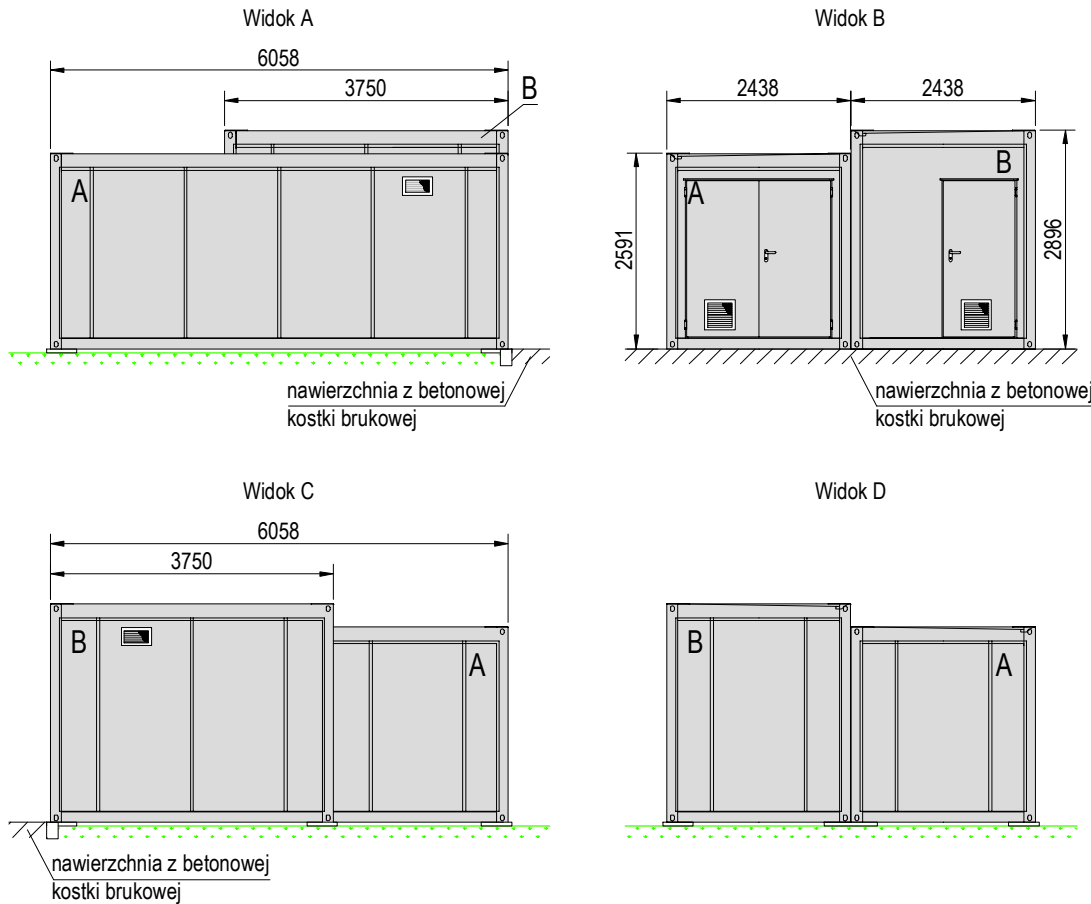 Widok A
6058
3750
B
A
nawierzchnia z betonowej
kostki brukowej
Widok B
2438 2438
A
B
2591
2896
nawierzchnia z betonowej
kostki brukowej
Widok C
6058
3750
B
A
nawierzchnia z betonowej
kostki brukowej
Widok D
B
A